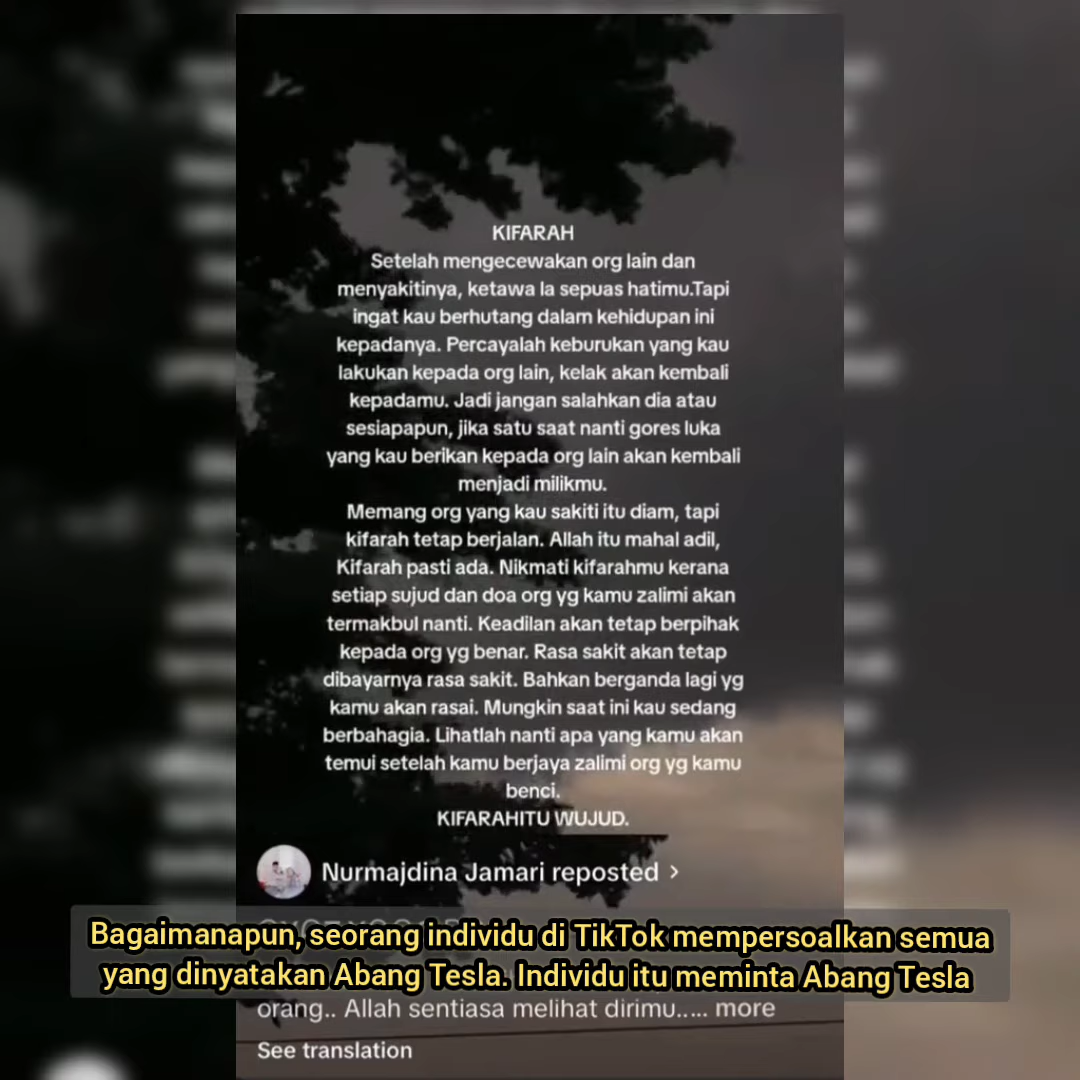 KIFARAH
Setelah mengecewakan org lain dan
menyakitinya, ketawa la sepuas hatimu.Tapi
ingat kau berhutang dalam kehidupan ini
kepadanya. Percayalah keburukan yang kau
lakukan kepada org lain, kelak akan kembali
kepadamu. Jadi jangan salahkan dia atau
sesiapapun, jika satu saat nanti gores luka
yang kau berikan kepada org lain akan kembali
menjadi milikmu.
Memang org yang kau sakiti itu diam, tapi
kifarah tetap berjalan. Allah itu mahal adil,
Kifarah pasti ada. Nikmati kifarahmu kerana
setiap sujud dan doa org yg kamu zalimi akan
termakbul nanti. Keadilan akan tetap berpihak
kepada org yg benar. Rasa sakit akan tetap
dibayarnya rasa sakit. Bahkan berganda lagi yg
kamu akan rasai. Mungkin saat ini kau sedang
berbahagia. Lihatlah nanti apa yang kamu akan
temui setelah kamu berjaya zalimi org yg kamu
benci.
KIFARAHITU WUJUD.
Nurmajdina Jamari reposted >
Bagaimanapun, seorang individu di TikTok mempersoalkan semua
yang dinyatakan Abang Tesla. Individu itu meminta Abang Tesla
orang.. Allah sentiasa melihat dirimu..... more
See translation